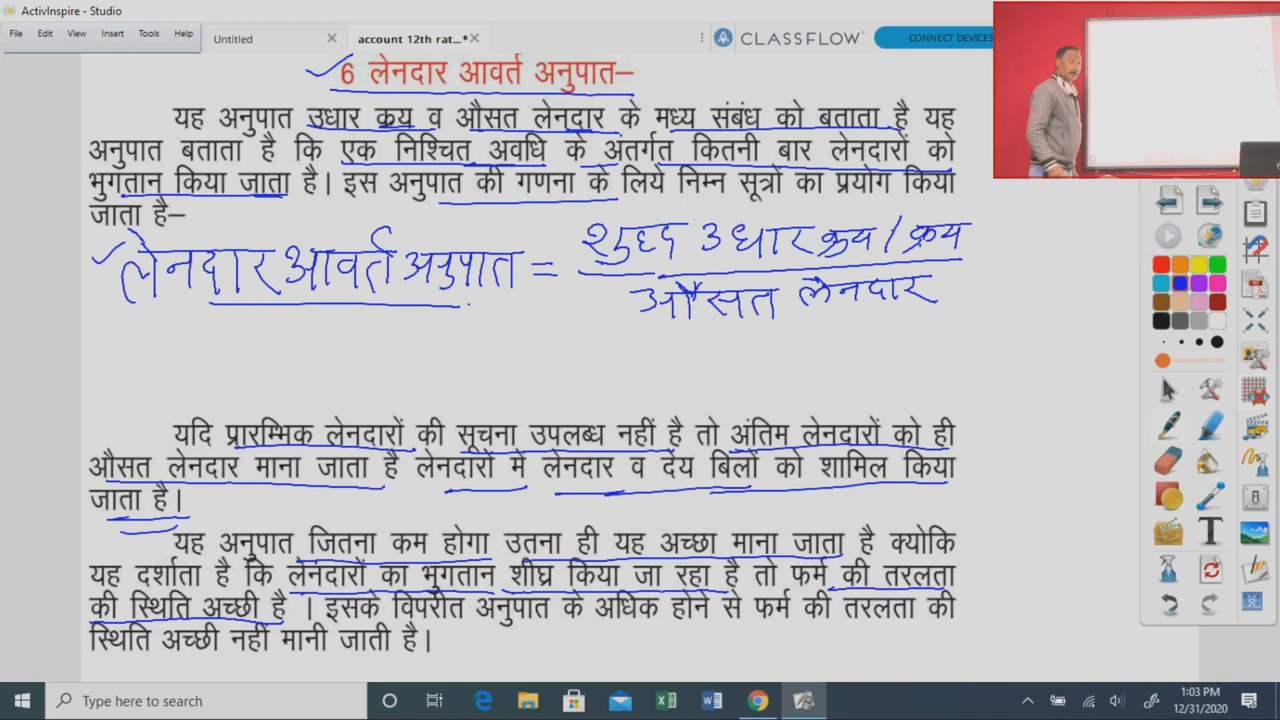 ActivInspire - Studio
File Edit View Insert Tools Help
Untitled
account 12th rat...*
CLASSFLOW
CONNECT DEVICES
6 लेनदार आवर्त अनुपात–
यह अनुपात उधार क्रय व औसत लेनदार के मध्य संबंध को बताता है यह
अनुपात बताता है कि एक निश्चित अवधि के अंतर्गत कितनी बार लेनदारों को
भुगतान किया जाता है। इस अनुपात की गणना के लिये निम्न सूत्रों का प्रयोग किया
जाता है–
लेनदार आवर्त अनुपात = शुद्ध उधार क्रय / क्रय
औसत लेनदार
यदि प्रारम्भिक लेनदारों की सूचना उपलब्ध नहीं है तो अंतिम लेनदारों को ही
औसत लेनदार माना जाता है लेनदारों में लेनदार व देय बिलों को शामिल किया
जाता है।
यह अनुपात जितना कम होगा उतना ही यह अच्छा माना जाता है क्योकि
यह दर्शाता है कि लेनदारों का भुगतान शीघ्र किया जा रहा है तो फर्म की तरलता
की स्थिति अच्छी है । इसके विपरीत अनुपात के अधिक होने से फर्म की तरलता की
स्थिति अच्छी नहीं मानी जाती है।
Type here to search
1:03 PM
12/31/2020